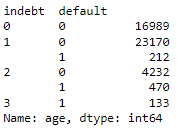 indebt  default
0       0          16989
1       0          23170
        1            212
2       0           4232
        1            470
3       1            133
Name: age, dtype: int64